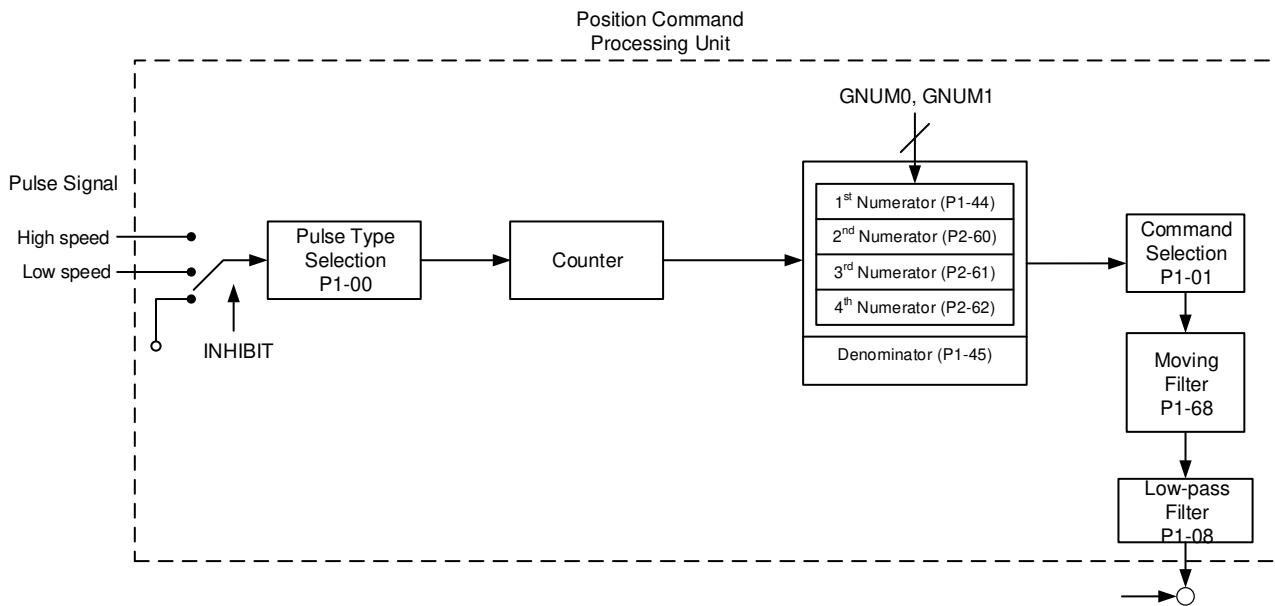 Position Command
Processing Unit
GNUM0, GNUM1
Pulse Signal
High speed
Low speed
INHIBIT
Pulse Type
Selection
P1-00
Counter
1st Numerator (P1-44)
2nd Numerator (P2-60)
3rd Numerator (P2-61)
4th Numerator (P2-62)
Denominator (P1-45)
Command
Selection
P1-01
Moving
Filter
P1-68
Low-pass
Filter
P1-08